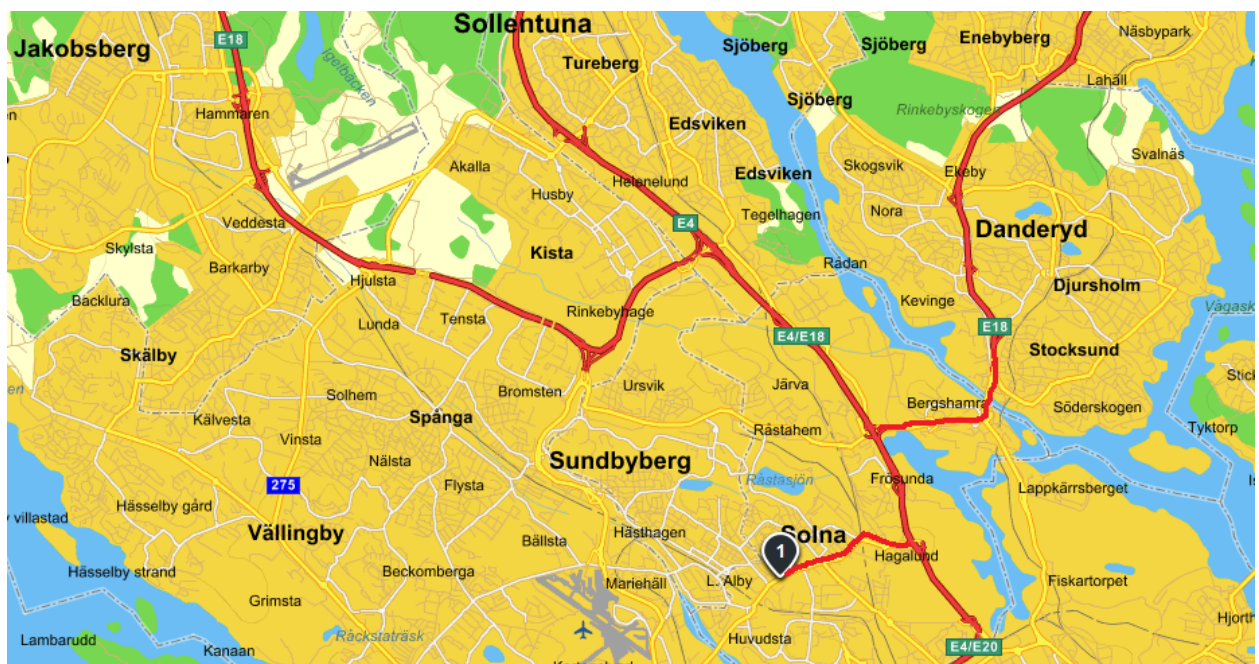 Sollentuna
Jakobsberg
E18
Tureberg
Sjöberg
Sjöberg
Enebyberg
Näsbypark
Igelbäcken
Lahäll
Hammaren
Sjöberg
Rinkebyskogen
Edsviken
Akalla
Skogsvik
Svalnäs
Helenelund
Edsviken
Ekeby
Husby
Veddesta
E4
Tegelhagen
Nora
Danderyd
Skylsta
Kista
Barkarby
Rådan
Hjulsta
Djursholm
Backlura
Kevinge
Rinkebyhage
Lunda
Tensta
E4/E18
E18
Skälby
Stocksund
Solhem
Bromsten
Ursvik
Järva
Bergshamra
Stick
Söderskogen
Kälvesta
Spånga
Vinsta
Råstahem
Tyktorp
Nälsta
Sundbyberg
Flysta
Råstasjön
Frösunda
275
Lappkärrsberget
Hässelby gård
villastad
Vällingby
Hästhagen
Solna
Bällsta
1
Hagalund
Hässelby strand
Beckomberga
Mariehäll
L. Alby
Fiskartorpet
Grimsta
Hjorth
Lambarudd
Råckstaträsk
Huvudsta
Kanaan
E4/E20